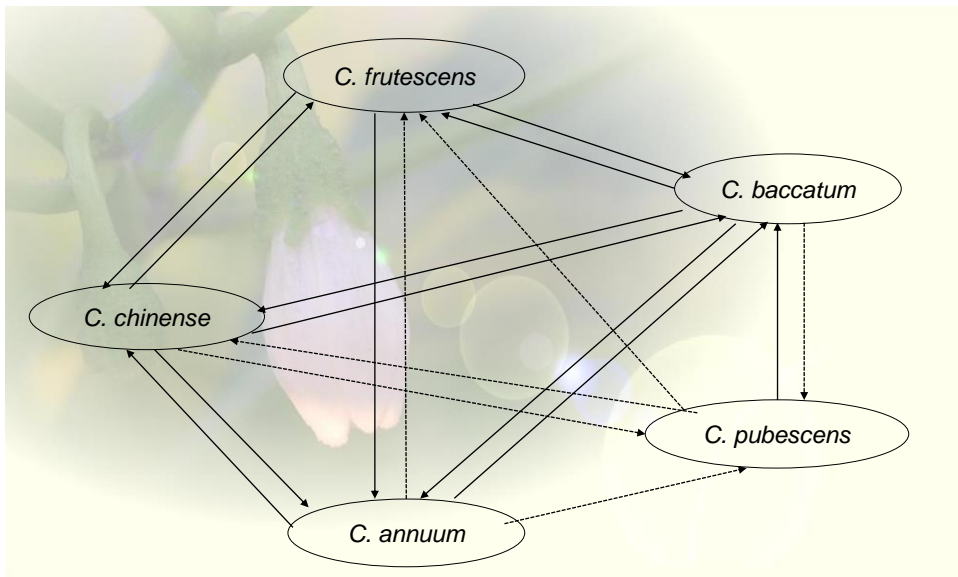 C. frutescens
C. baccatum
C. chinense
C. pubescens
C. annuum